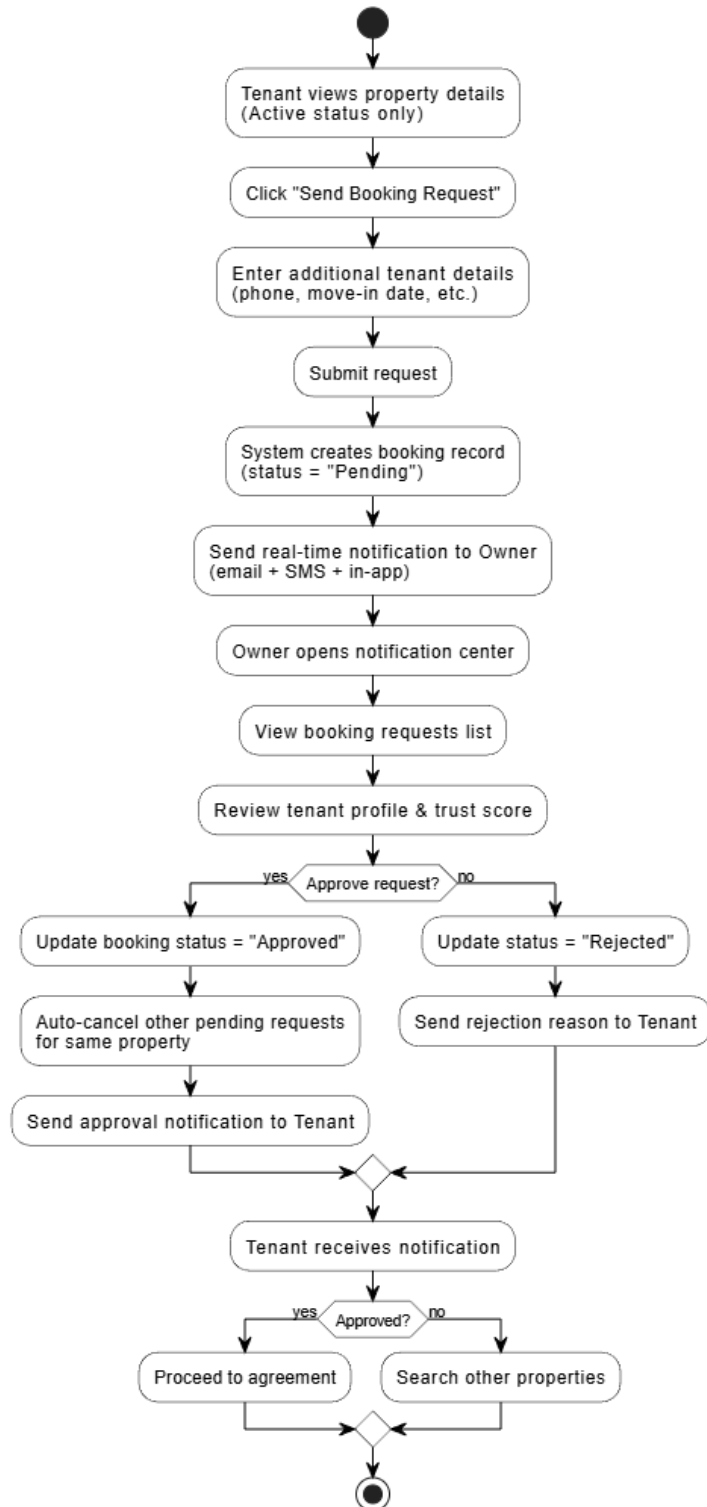 Tenant views property details
(Active status only)
Click "Send Booking Request"
Enter additional tenant details
(phone, move-in date, etc.)
Submit request
System creates booking record
(status = "Pending")
Send real-time notification to Owner
(email + SMS + in-app)
Owner opens notification center
View booking requests list
Review tenant profile & trust score
yes
Approve request?
no
Update booking status = "Approved"
Update status = "Rejected"
Auto-cancel other pending requests
for same property
Send rejection reason to Tenant
Send approval notification to Tenant
Tenant receives notification
yes
Approved?
no
Proceed to agreement
Search other properties